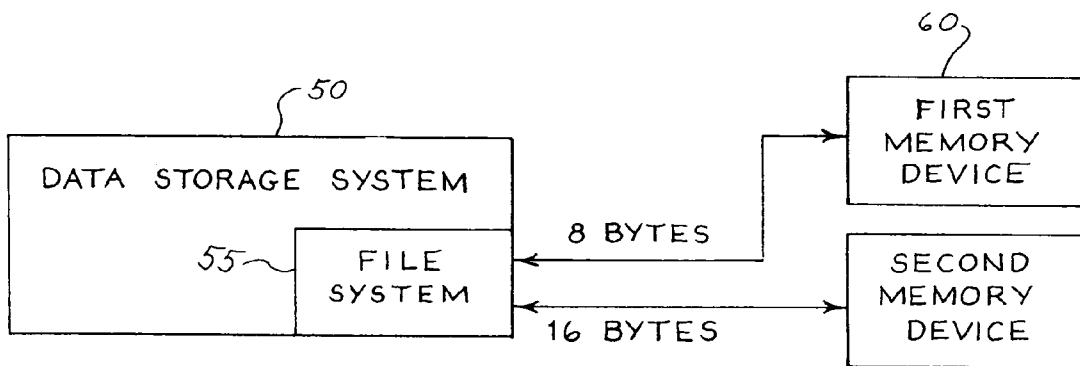 50
60
DATA STORAGE SYSTEM
55
FILE
SYSTEM
8 BYTES
16 BYTES
FIRST
MEMORY
DEVICE
SECOND
MEMORY
DEVICE